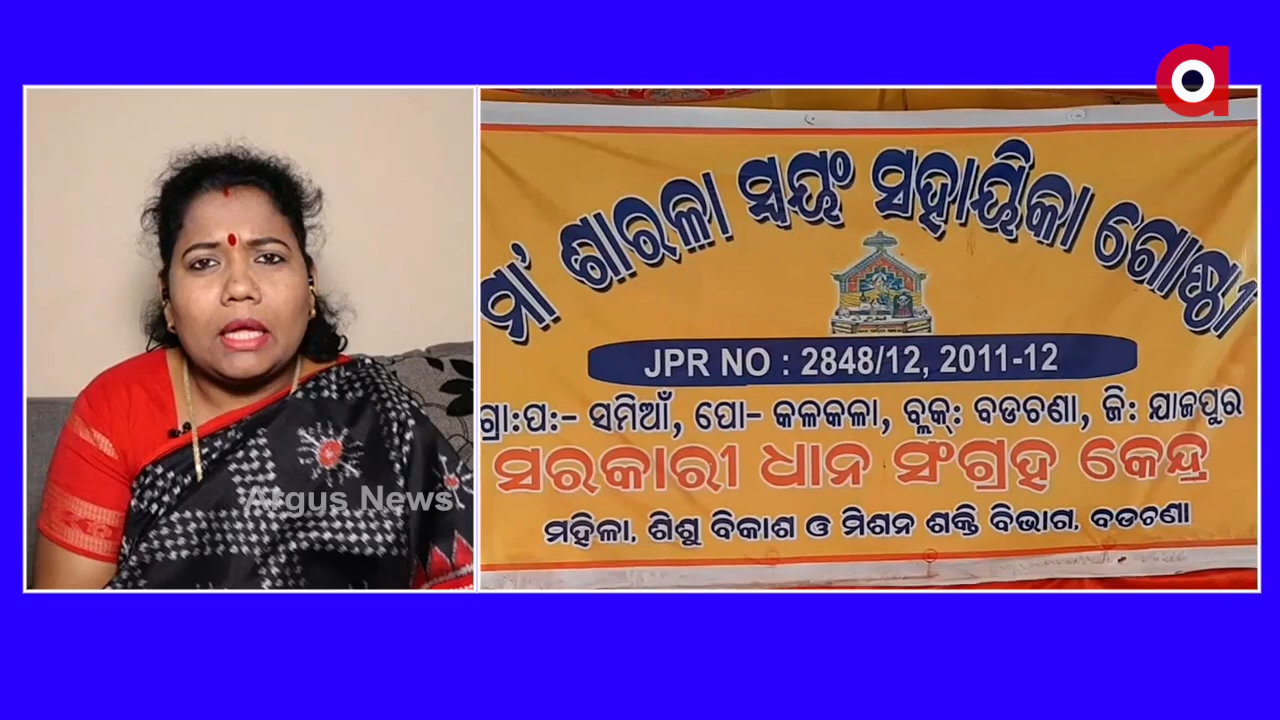 ମା' ଶାରଳା ସ୍ୱୟଂ ସହାୟିକା ଗୋଷ୍ଠୀ
JPR NO : 2848/12, 2011-12
ଗ୍ରା:ପ:- ସମିଆଁ, ପୋ- କଳକଳା, ବ୍ଲକ୍: ବଡଚଣା, ଜି: ଯାଜପୁର
ସରକାରୀ ଧାନ ସଂଗ୍ରହ କେନ୍ଦ୍ର
ମହିଳା, ଶିଶୁ ବିକାଶ ଓ ମିଶନ ଶକ୍ତି ବିଭାଗ, ବଡଚଣା
Argus News